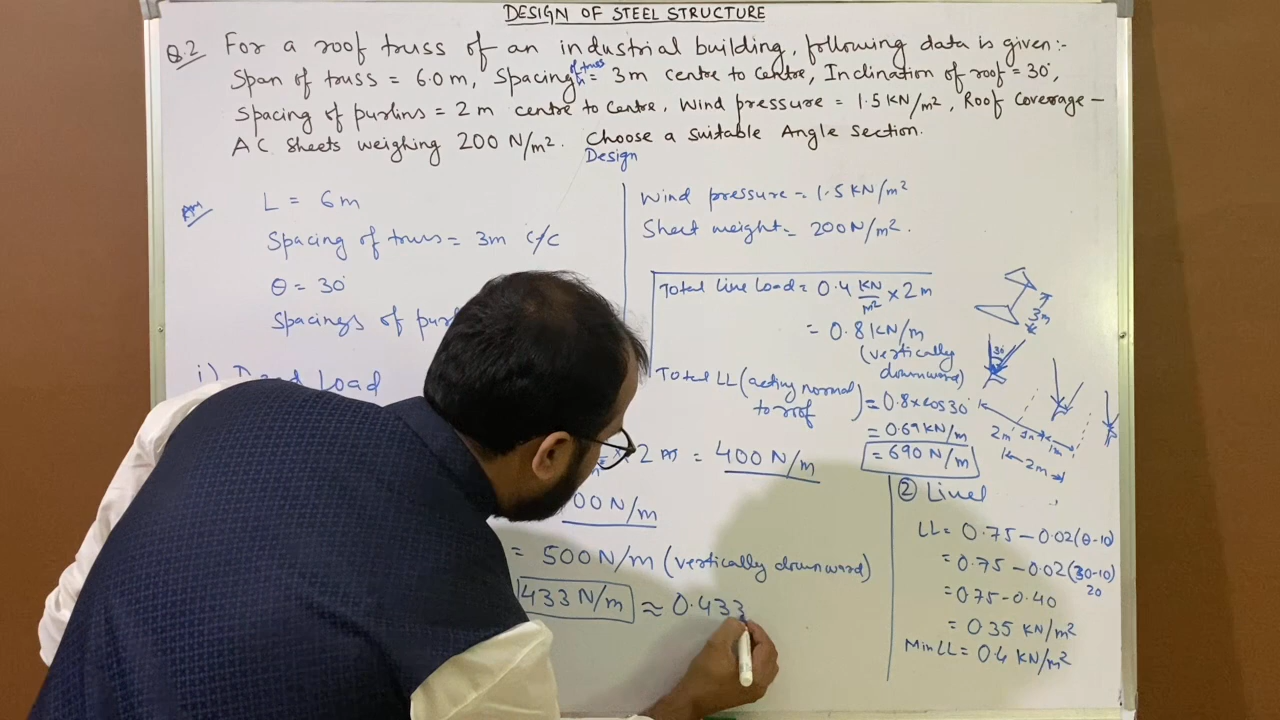 DESIGN OF STEEL STRUCTURE
Q.2 For a roof truss of an industrial building, following data is given:-
Span of truss = 6.0 m, Spacing of truss = 3m centre to centre, Inclination of roof = 30°,
Spacing of purlins = 2 m centre to centre, Wind pressure = 1.5 KN/m², Roof Coverage -
AC Sheets weighing 200 N/m². Choose a suitable Angle section.
Design
L = 6m
Spacing of truss = 3m c/c
θ = 30°
Spacings of pur
i) Dead Load
× 2 m = 400 N/m
00 N/m
= 500 N/m (vertically downward)
433 N/m ≈ 0.433
Wind pressure = 1.5 KN/m²
Sheet weight = 200 N/m².
Total Line Load = 0.4 KN/m² × 2 m
= 0.8 KN/m
(vertically downward)
Total LL (acting normal to roof) = 0.8 × cos 30°
= 0.69 KN/m
= 690 N/m
3m
30°
2m 1m 1m
2m
② Live l
LL = 0.75 - 0.02 (θ-10)
= 0.75 - 0.02 (30-10)
20
= 0.75 - 0.40
= 0.35 KN/m²
Min LL = 0.4 KN/m²